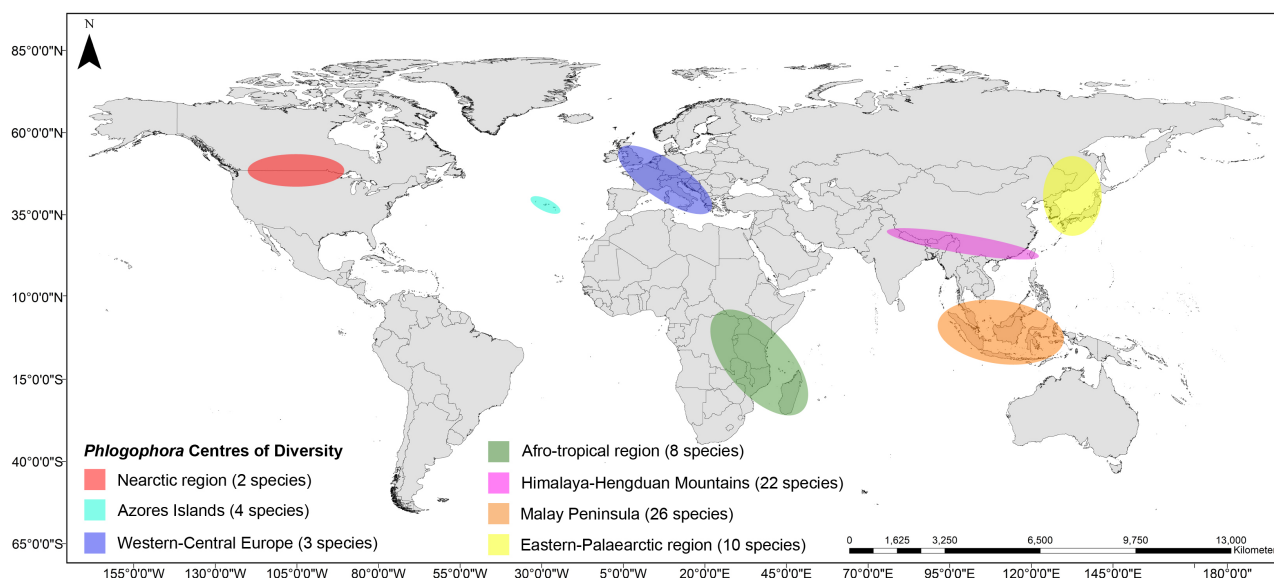 N
85°0'0"N
60°0'0"N
35°0'0"N
10°0'0"N
15°0'0"S
40°0'0"S
65°0'0"S
Phlogophora Centres of Diversity
Nearctic region (2 species)
Azores Islands (4 species)
Western-Central Europe (3 species)
Afro-tropical region (8 species)
Himalaya-Hengduan Mountains (22 species)
Malay Peninsula (26 species)
Eastern-Palaearctic region (10 species)
0 1,625 3,250 6,500 9,750 13,000
Kilometer
155°0'0"W 130°0'0"W 105°0'0"W 80°0'0"W 55°0'0"W 30°0'0"W 5°0'0"W 20°0'0"E 45°0'0"E 70°0'0"E 95°0'0"E 120°0'0"E 145°0'0"E 180°0'0"